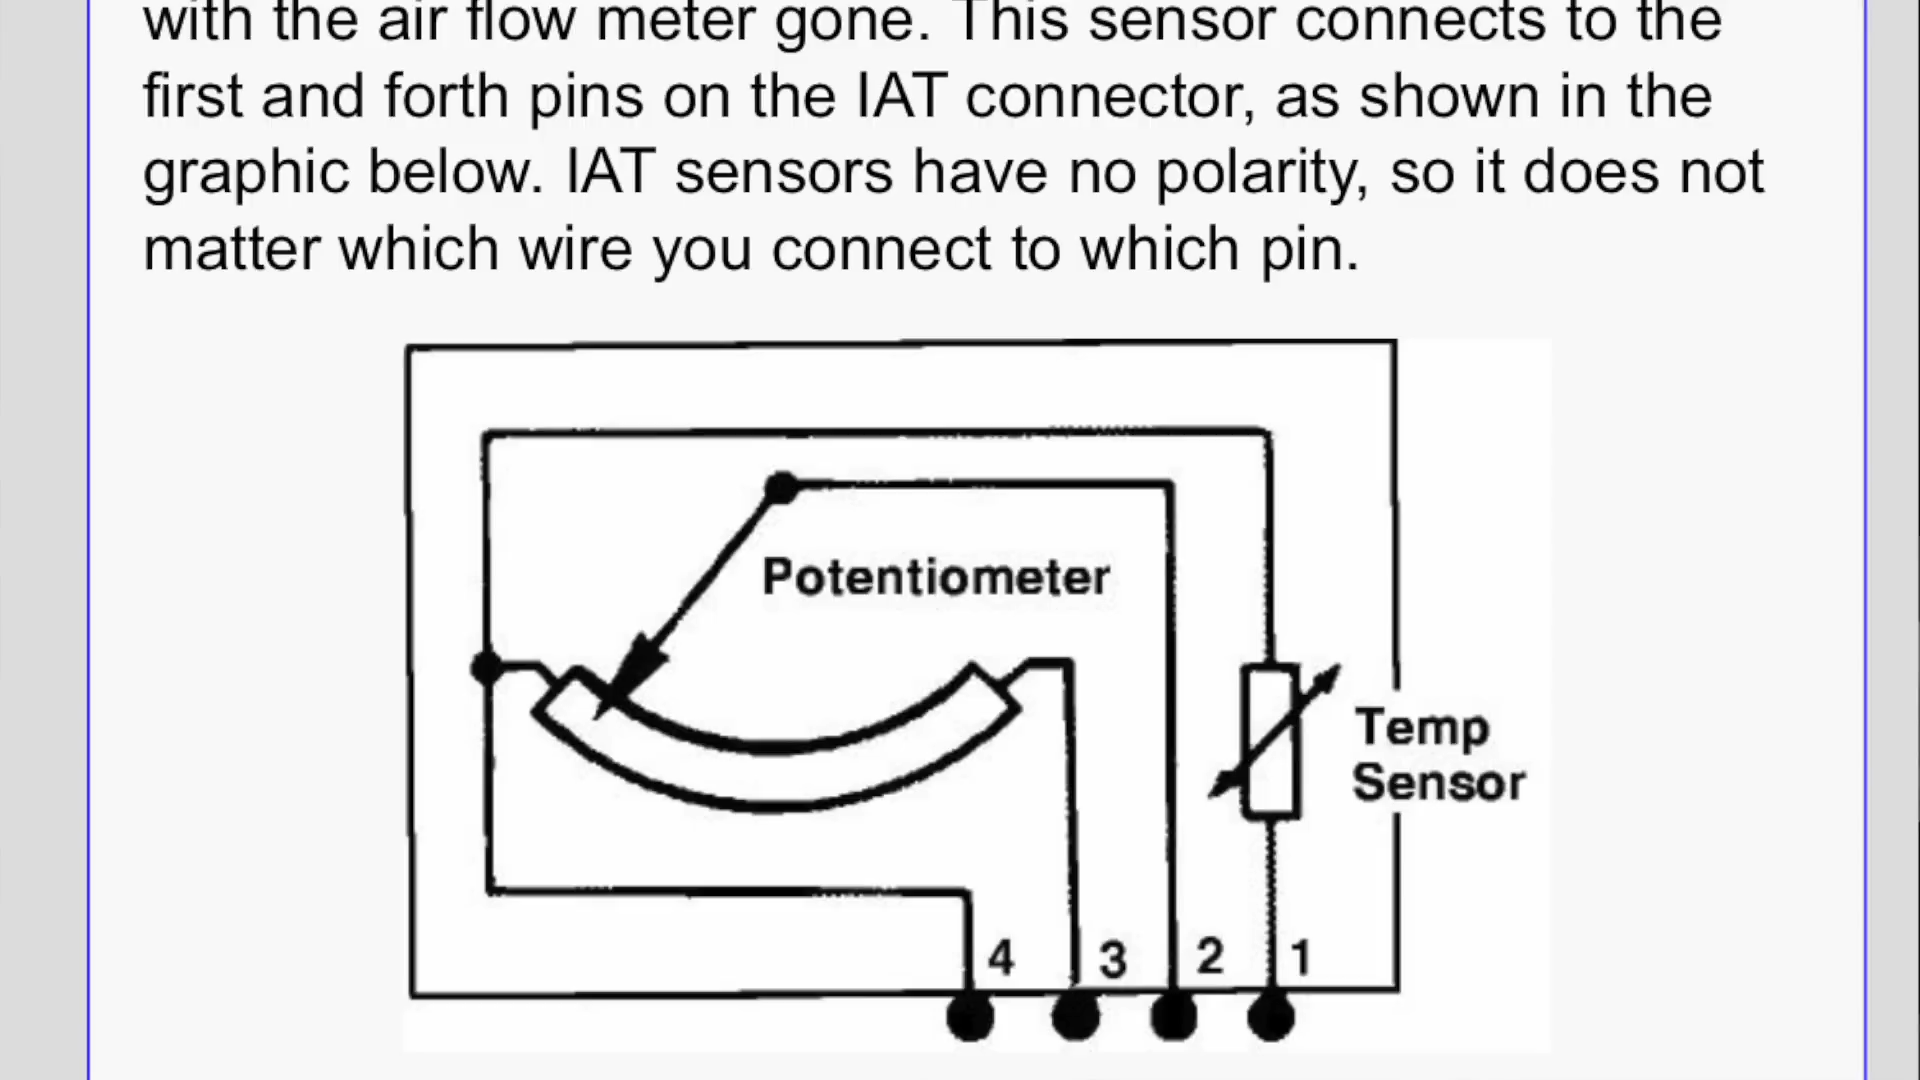 with the air flow meter gone. This sensor connects to the
first and forth pins on the IAT connector, as shown in the
graphic below. IAT sensors have no polarity, so it does not
matter which wire you connect to which pin.
Potentiometer
Temp
Sensor
4 3 2 1